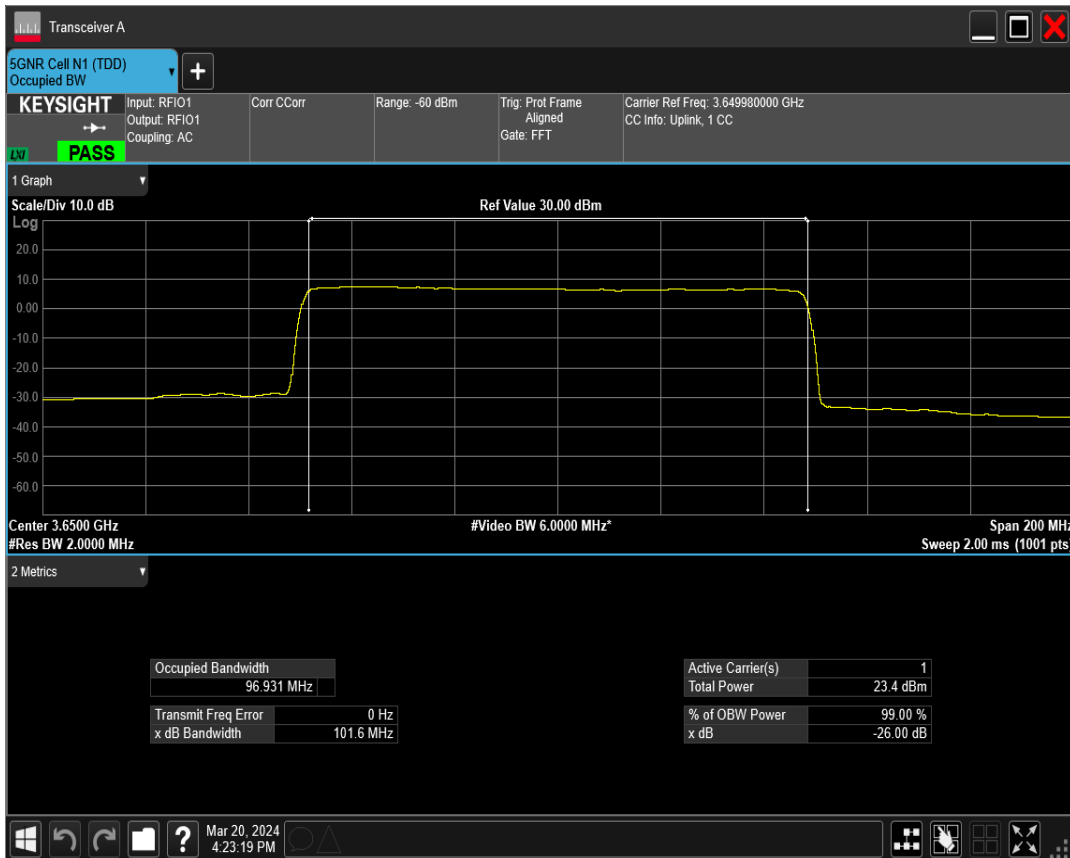 Transceiver A
5GNR Cell N1 (TDD)
Occupied BW
+
KEYSIGHT
LXI
PASS
Input: RFIO1
Output: RFIO1
Coupling: AC
Corr CCorr
Range: -60 dBm
Trig: Prot Frame
Aligned
Gate: FFT
Carrier Ref Freq: 3.649980000 GHz
CC Info: Uplink, 1 CC
1 Graph
Scale/Div 10.0 dB
Ref Value 30.00 dBm
Log
20.0
10.0
0.00
-10.0
-20.0
-30.0
-40.0
-50.0
-60.0
Center 3.6500 GHz
#Video BW 6.0000 MHz*
Span 200 MHz
#Res BW 2.0000 MHz
Sweep 2.00 ms (1001 pts)
2 Metrics
Occupied Bandwidth
96.931 MHz
Transmit Freq Error 0 Hz
x dB Bandwidth 101.6 MHz
Active Carrier(s) 1
Total Power 23.4 dBm
% of OBW Power 99.00 %
x dB -26.00 dB
?
Mar 20, 2024
4:23:19 PM